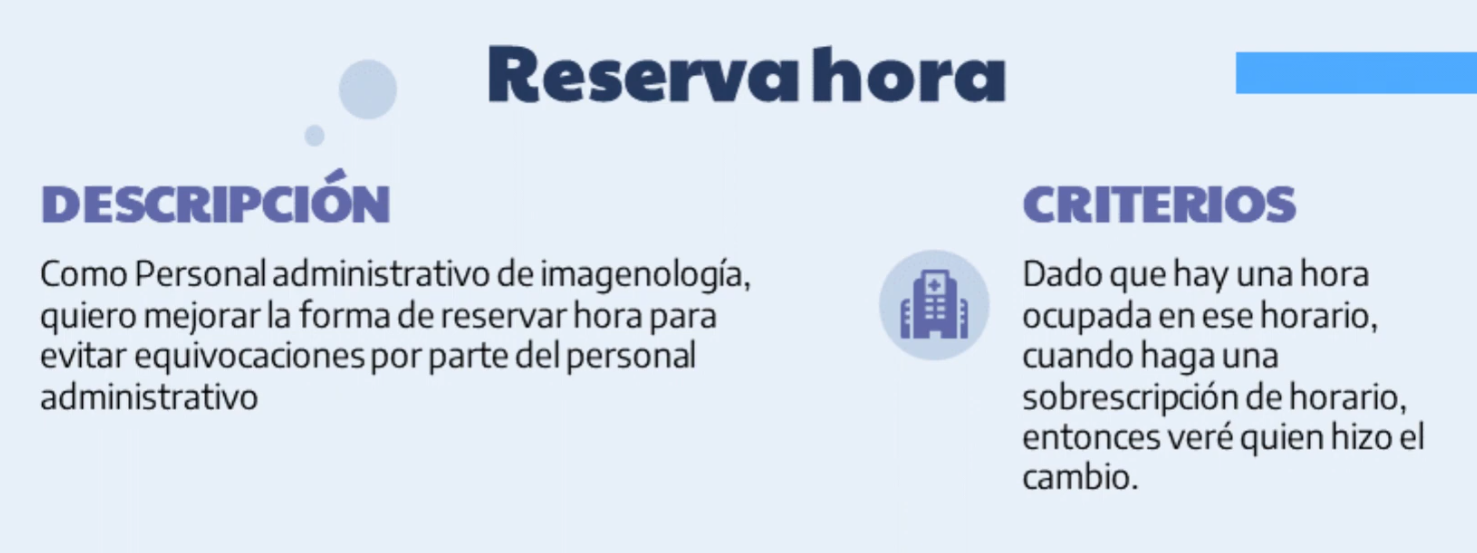 Reserva hora
DESCRIPCIÓN
Como Personal administrativo de imagenología,
quiero mejorar la forma de reservar hora para
evitar equivocaciones por parte del personal
administrativo
CRITERIOS
Dado que hay una hora
ocupada en ese horario,
cuando haga una
sobrescripción de horario,
entonces veré quien hizo el
cambio.